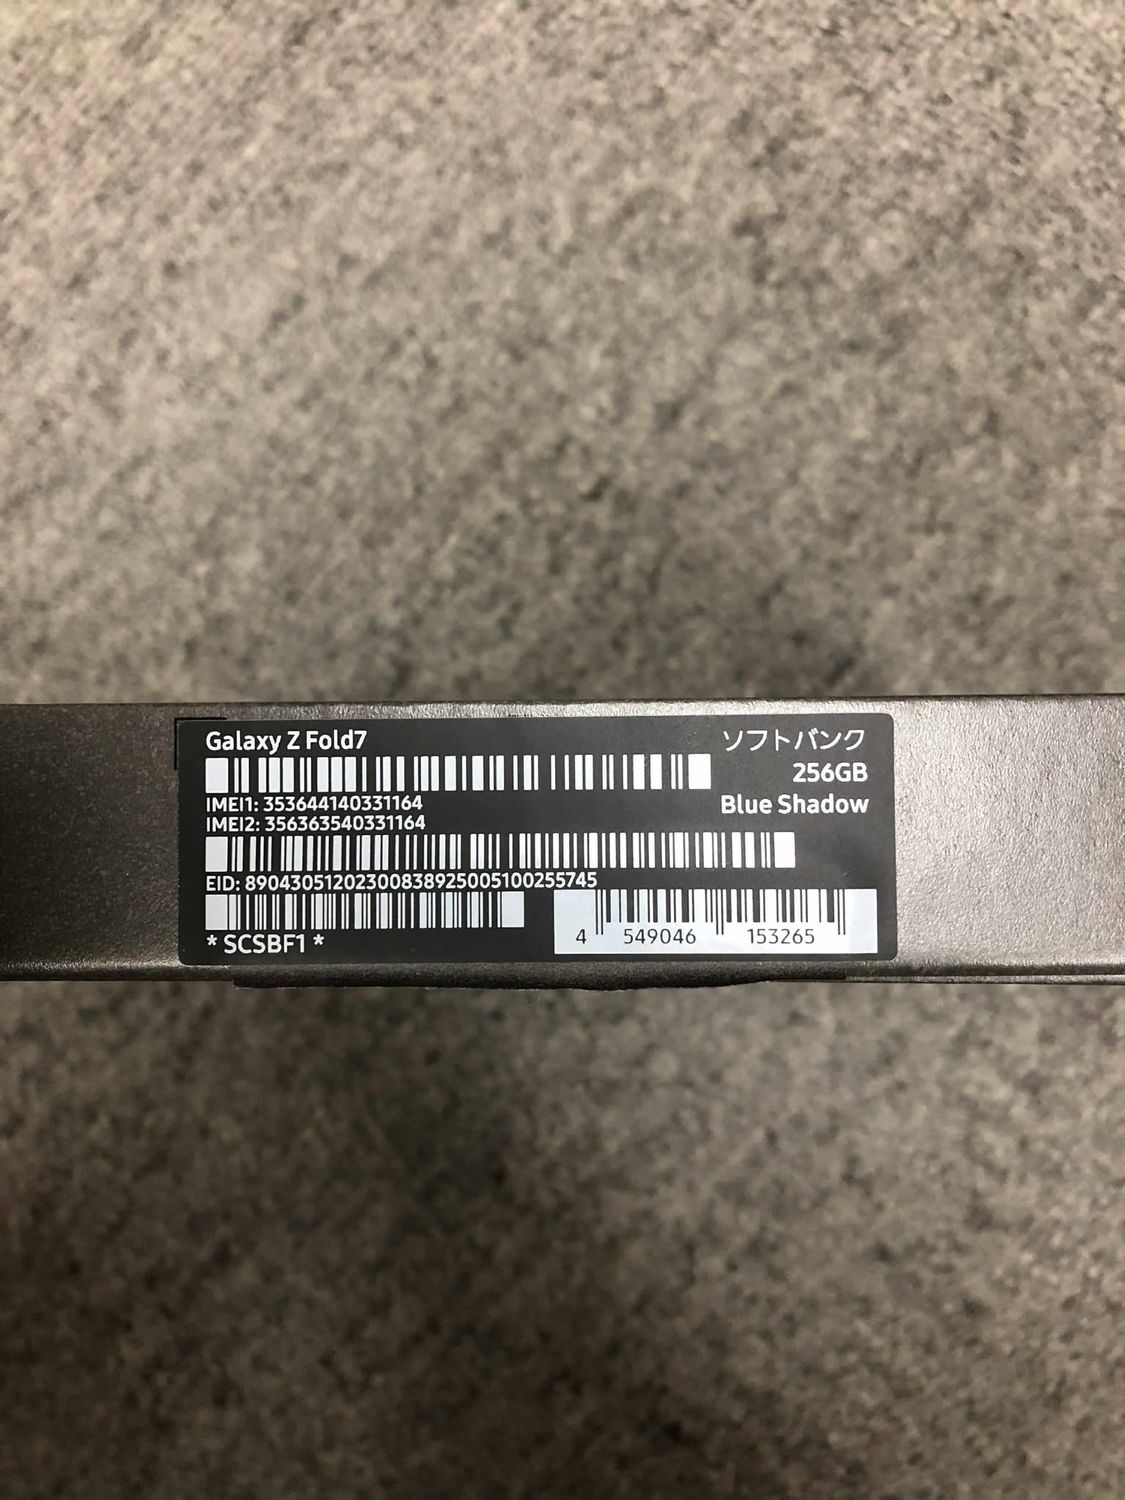 Galaxy Z Fold7
ソフトバンク
256GB
Blue Shadow
IMEI1: 353644140331164
IMEI2: 356363540331164
EID: 89043051202300838925005100255745
* SCSBF1 *
4 549046 153265